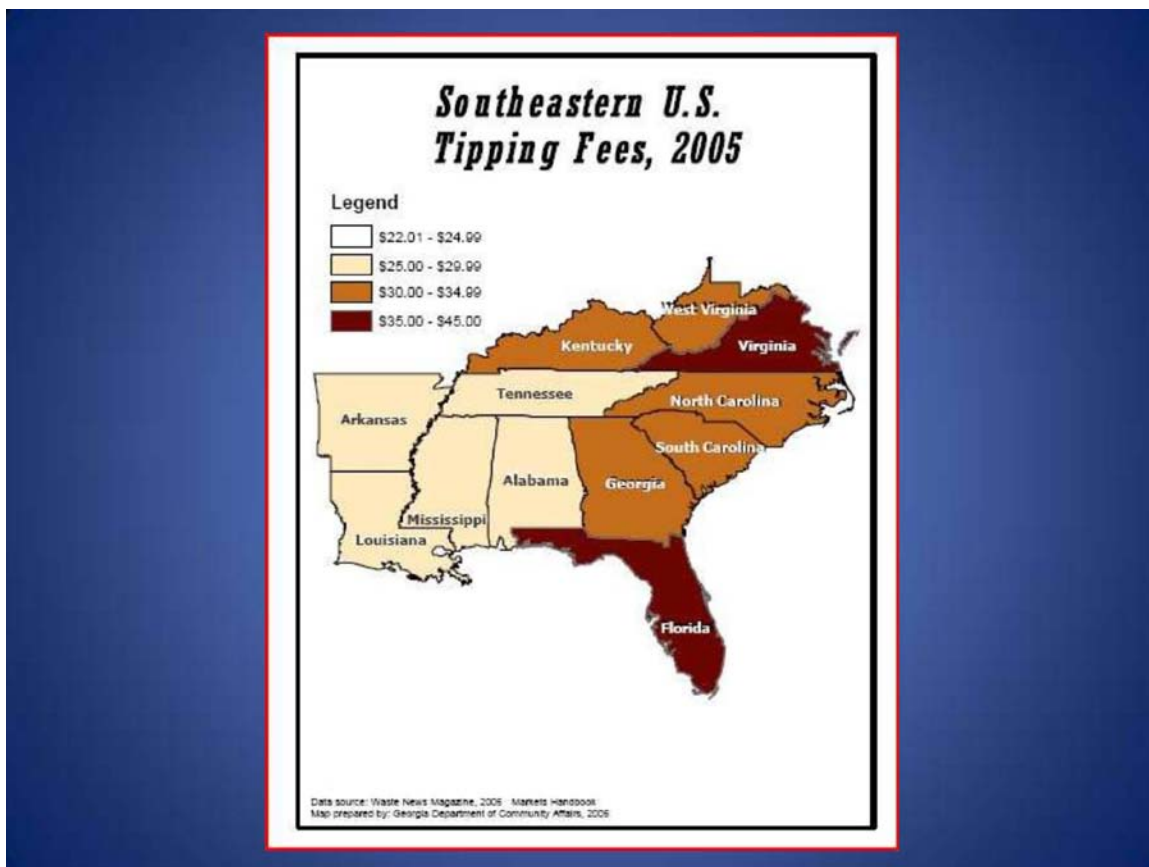 Southeastern U.S.
Tipping Fees, 2005
Legend
$22.01 - $24.99
$25.00 - $29.99
$30.00 - $34.99
$35.00 - $45.00
West Virginia
Kentucky
Virginia
Tennessee
North Carolina
Arkansas
South Carolina
Alabama
Georgia
Mississippi
Louisiana
Florida
Data source: Waste News Magazine, 2005 Markets Handbook
Map prepared by: Georgia Department of Community Affairs, 2005